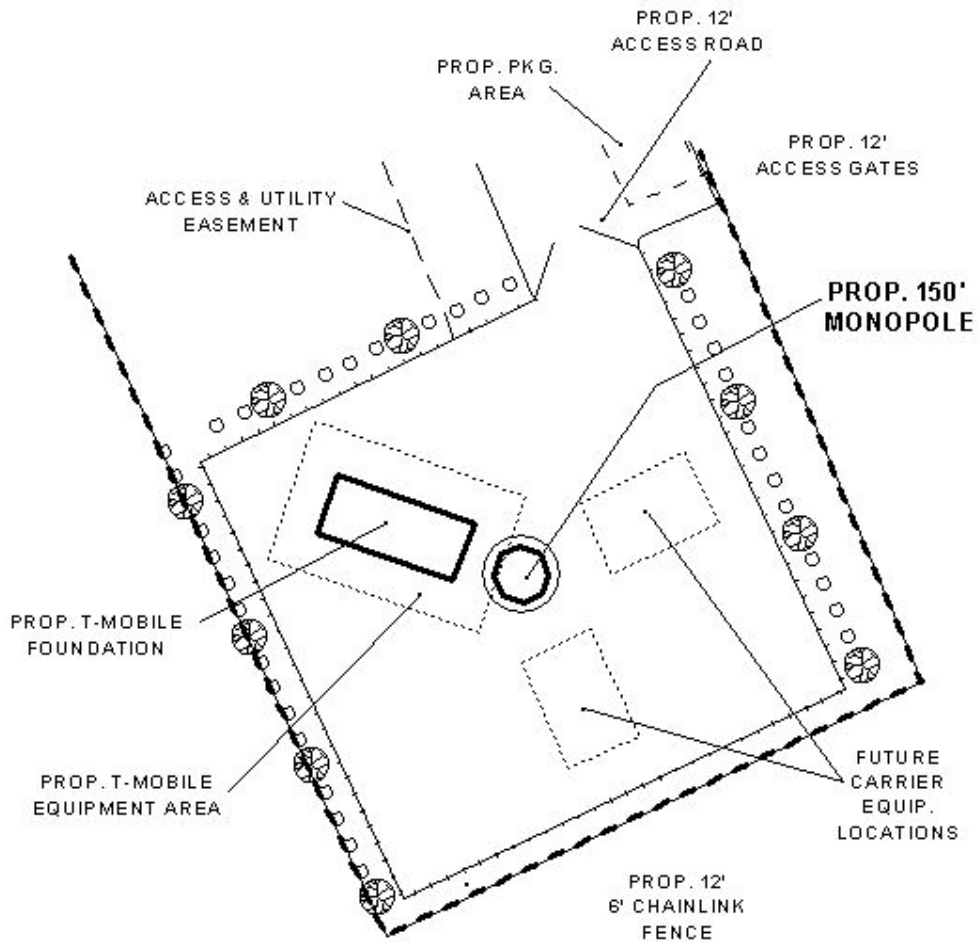 PROP. 12'
ACCESS ROAD
PROP. PKG.
AREA
PROP. 12'
ACCESS GATES
ACCESS & UTILITY
EASEMENT
PROP. 150'
MONOPOLE
PROP. T-MOBILE
FOUNDATION
PROP. T-MOBILE
EQUIPMENT AREA
FUTURE
CARRIER
EQUIP.
LOCATIONS
PROP. 12'
6' CHAINLINK
FENCE